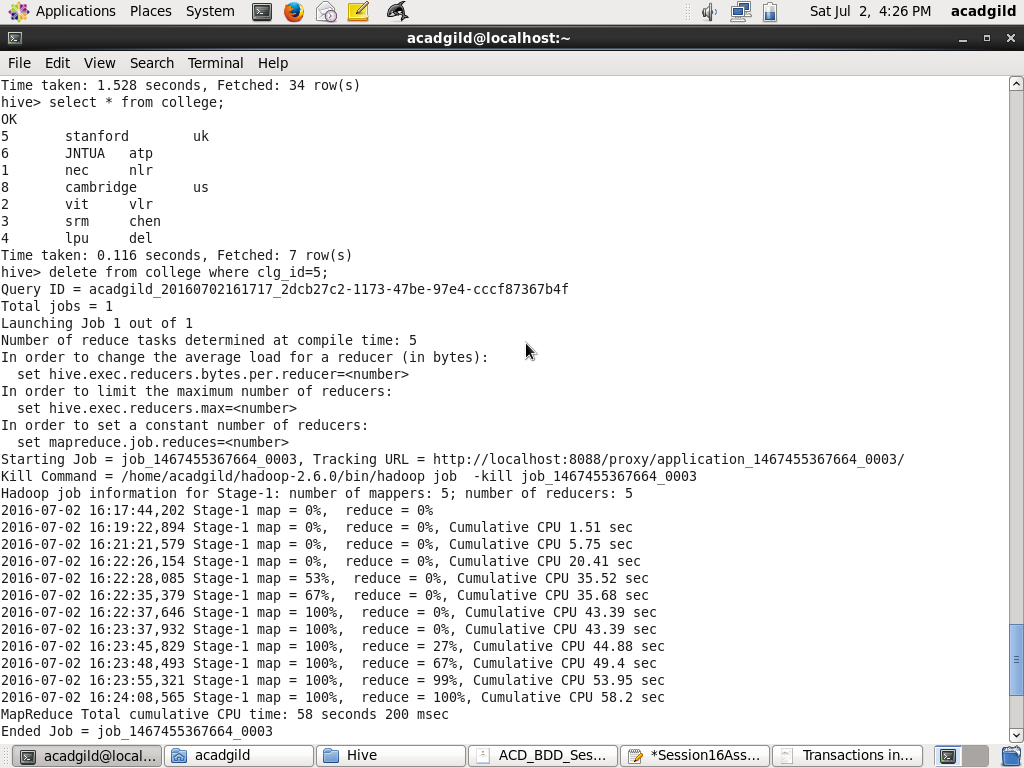 Applications Places System Sat Jul 2, 4:26 PM acadgild
acadgild@localhost:~
File Edit View Search Terminal Help
Time taken: 1.528 seconds, Fetched: 34 row(s)
hive> select * from college;
OK
5 stanford uk
6 JNTUA atp
1 nec nlr
8 cambridge us
2 vit vlr
3 srm chen
4 lpu del
Time taken: 0.116 seconds, Fetched: 7 row(s)
hive> delete from college where clg_id=5;
Query ID = acadgild_20160702161717_2dcb27c2-1173-47be-97e4-cccf87367b4f
Total jobs = 1
Launching Job 1 out of 1
Number of reduce tasks determined at compile time: 5
In order to change the average load for a reducer (in bytes):
  set hive.exec.reducers.bytes.per.reducer=<number>
In order to limit the maximum number of reducers:
  set hive.exec.reducers.max=<number>
In order to set a constant number of reducers:
  set mapreduce.job.reduces=<number>
Starting Job = job_1467455367664_0003, Tracking URL = http://localhost:8088/proxy/application_1467455367664_0003/
Kill Command = /home/acadgild/hadoop-2.6.0/bin/hadoop job  -kill job_1467455367664_0003
Hadoop job information for Stage-1: number of mappers: 5; number of reducers: 5
2016-07-02 16:17:44,202 Stage-1 map = 0%,  reduce = 0%
2016-07-02 16:19:22,894 Stage-1 map = 0%,  reduce = 0%, Cumulative CPU 1.51 sec
2016-07-02 16:21:21,579 Stage-1 map = 0%,  reduce = 0%, Cumulative CPU 5.75 sec
2016-07-02 16:22:26,154 Stage-1 map = 0%,  reduce = 0%, Cumulative CPU 20.41 sec
2016-07-02 16:22:28,085 Stage-1 map = 53%,  reduce = 0%, Cumulative CPU 35.52 sec
2016-07-02 16:22:35,379 Stage-1 map = 67%,  reduce = 0%, Cumulative CPU 35.68 sec
2016-07-02 16:22:37,646 Stage-1 map = 100%,  reduce = 0%, Cumulative CPU 43.39 sec
2016-07-02 16:23:37,932 Stage-1 map = 100%,  reduce = 0%, Cumulative CPU 43.39 sec
2016-07-02 16:23:45,829 Stage-1 map = 100%,  reduce = 27%, Cumulative CPU 44.88 sec
2016-07-02 16:23:48,493 Stage-1 map = 100%,  reduce = 67%, Cumulative CPU 49.4 sec
2016-07-02 16:23:55,321 Stage-1 map = 100%,  reduce = 99%, Cumulative CPU 53.95 sec
2016-07-02 16:24:08,565 Stage-1 map = 100%,  reduce = 100%, Cumulative CPU 58.2 sec
MapReduce Total cumulative CPU time: 58 seconds 200 msec
Ended Job = job_1467455367664_0003
acadgild@local... acadgild Hive ACD_BDD_Ses... *Session16Ass... Transactions in...